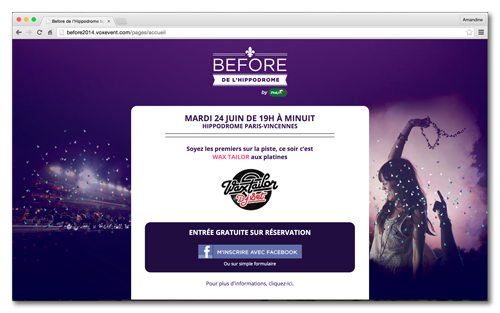 Before de l'Hippodrome
Amandine
before2014.voxevent.com/pages/accueil
BEFORE
DE L'HIPPODROME
by PMU
MARDI 24 JUIN DE 19H À MINUIT
HIPPODROME PARIS-VINCENNES
Soyez les premiers sur la piste, ce soir c'est
WAX TAILOR aux platines
Wax Tailor
Dj Set
ENTRÉE GRATUITE SUR RÉSERVATION
f M'INSCRIRE AVEC FACEBOOK
Ou sur simple formulaire
Pour plus d'informations, cliquez-ici.